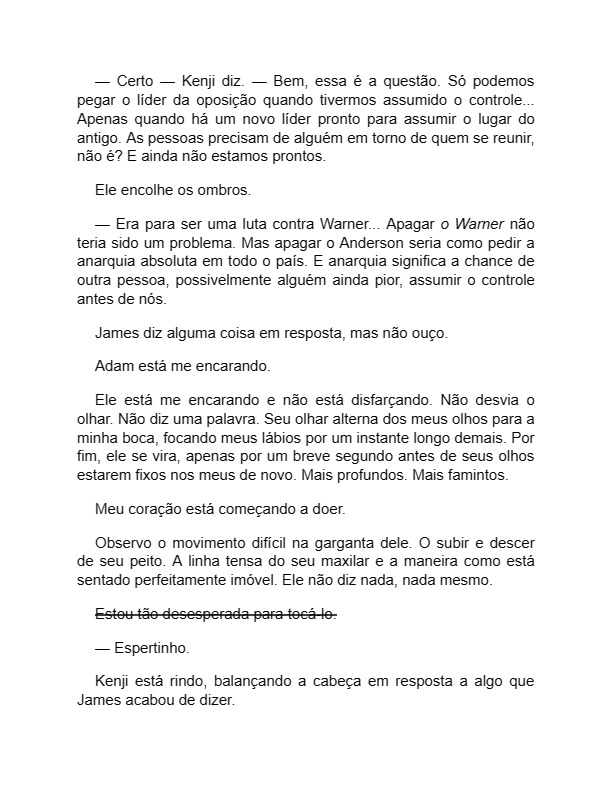 — Certo — Kenji diz. — Bem, essa é a questão. Só podemos
pegar o líder da oposição quando tivermos assumido o controle...
Apenas quando há um novo líder pronto para assumir o lugar do
antigo. As pessoas precisam de alguém em torno de quem se reunir,
não é? E ainda não estamos prontos.
Ele encolhe os ombros.
— Era para ser uma luta contra Warner... Apagar o Warner não
teria sido um problema. Mas apagar o Anderson seria como pedir a
anarquia absoluta em todo o país. E anarquia significa a chance de
outra pessoa, possivelmente alguém ainda pior, assumir o controle
antes de nós.
James diz alguma coisa em resposta, mas não ouço.
Adam está me encarando.
Ele está me encarando e não está disfarçando. Não desvia o
olhar. Não diz uma palavra. Seu olhar alterna dos meus olhos para a
minha boca, focando meus lábios por um instante longo demais. Por
fim, ele se vira, apenas por um breve segundo antes de seus olhos
estarem fixos nos meus de novo. Mais profundos. Mais famintos.
Meu coração está começando a doer.
Observo o movimento difícil na garganta dele. O subir e descer
de seu peito. A linha tensa do seu maxilar e a maneira como está
sentado perfeitamente imóvel. Ele não diz nada, nada mesmo.
Estou tão desesperada para tocá-lo.
— Espertinho.
Kenji está rindo, balançando a cabeça em resposta a algo que
James acabou de dizer.